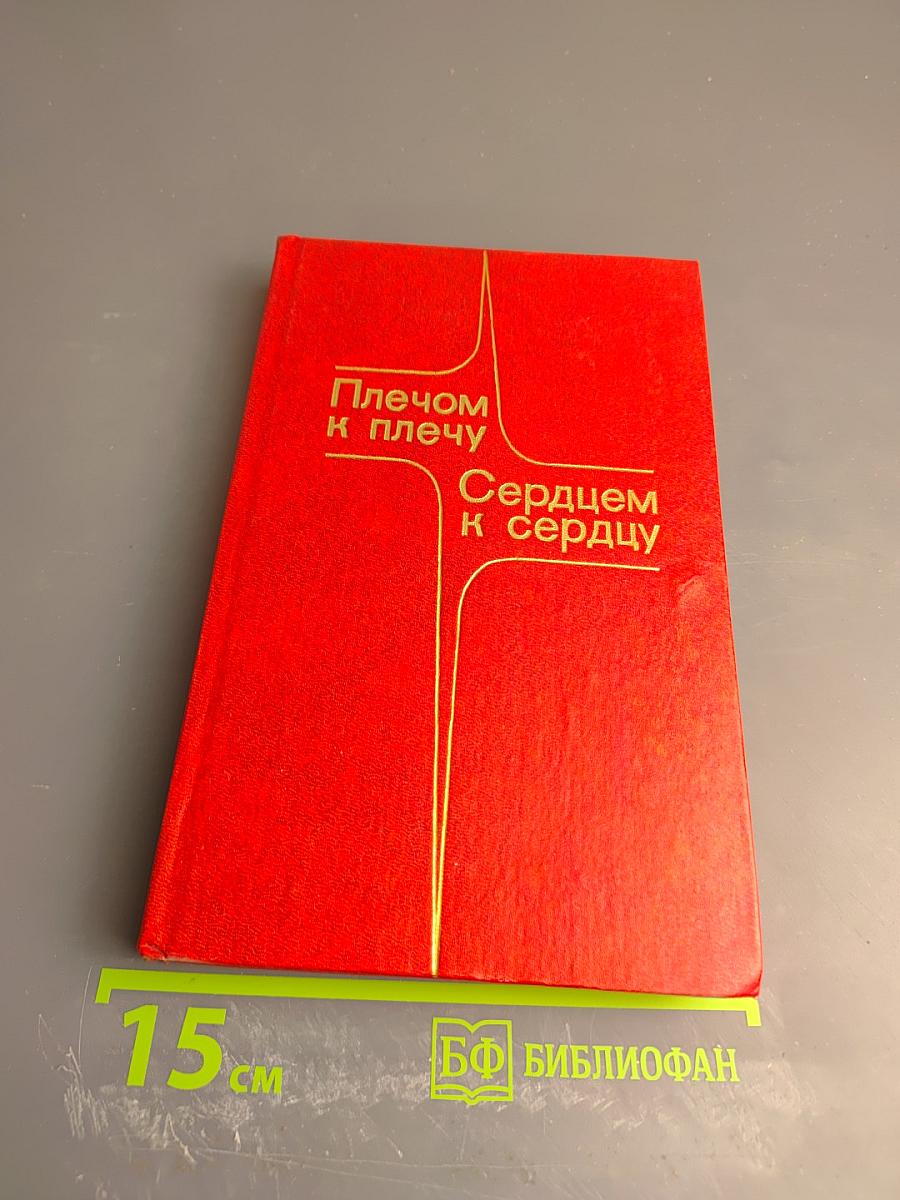 Плечом
к плечу
Сердцем
к сердцу
15 см
БФ БИБЛИОФАН